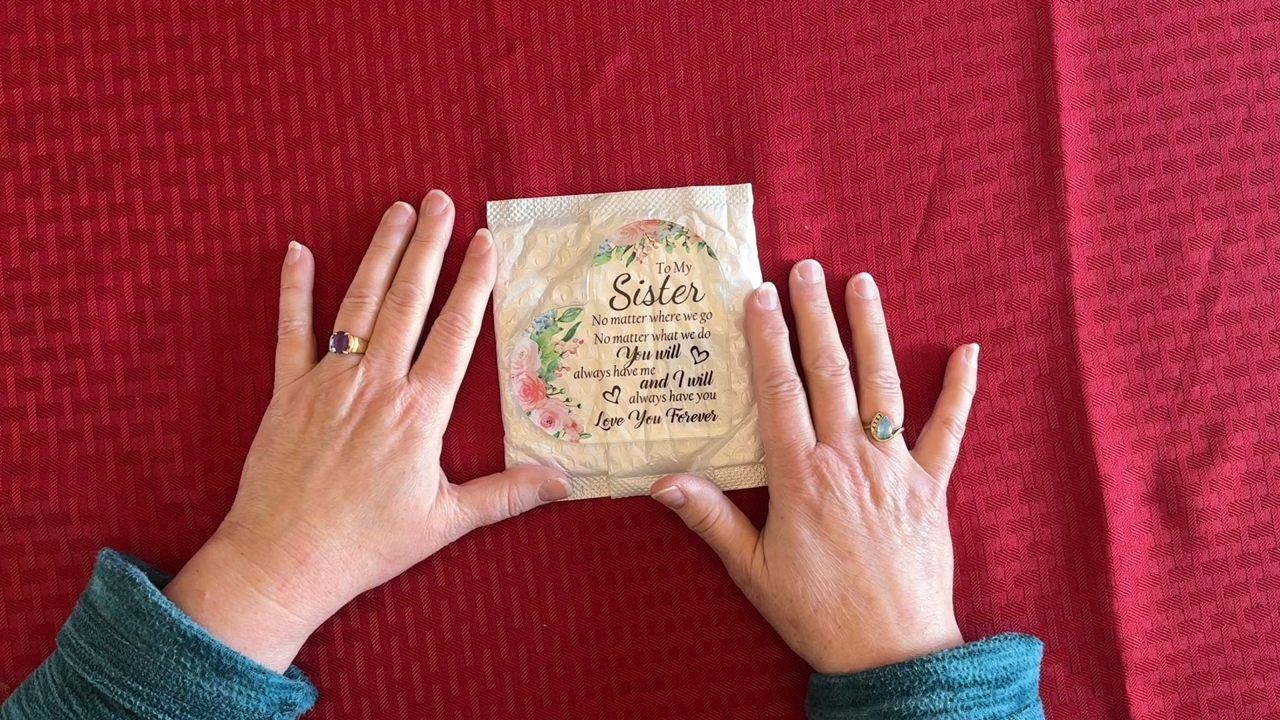 To My
Sister
No matter where we go
No matter what we do
You will
always have me
and I will
always have you
Love You Forever